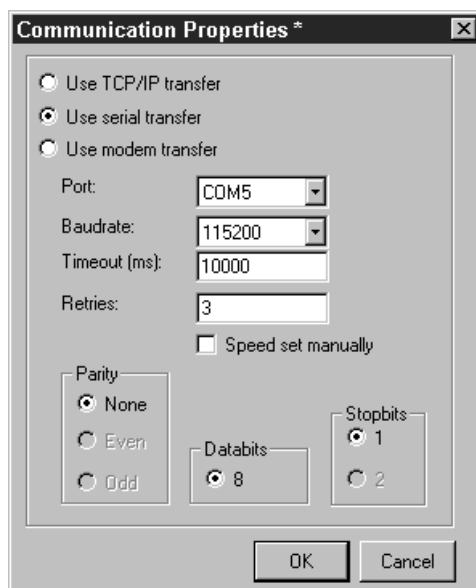 Communication Properties *
Use TCP/IP transfer
Use serial transfer
Use modem transfer
Port: COM5
Baudrate: 115200
Timeout (ms): 10000
Retries: 3
Speed set manually
Parity
None
Even
Odd
Databits
8
Stopbits
1
2
OK Cancel